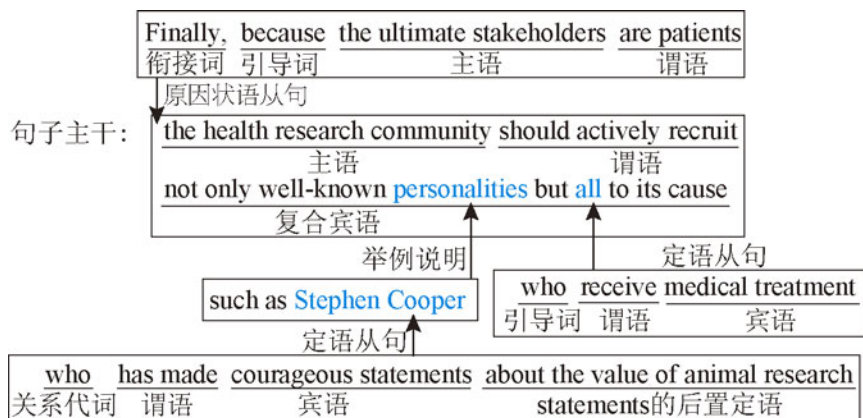 Finally, because the ultimate stakeholders are patients
衔接词 引导词 主语 谓语
原因状语从句
句子主干:
the health research community should actively recruit
主语 谓语
not only well-known personalities but all to its cause
复合宾语
举例说明 定语从句
such as Stephen Cooper
who receive medical treatment
引导词 谓语 宾语
定语从句
who has made courageous statements about the value of animal research
关系代词 谓语 宾语 statements的后置定语